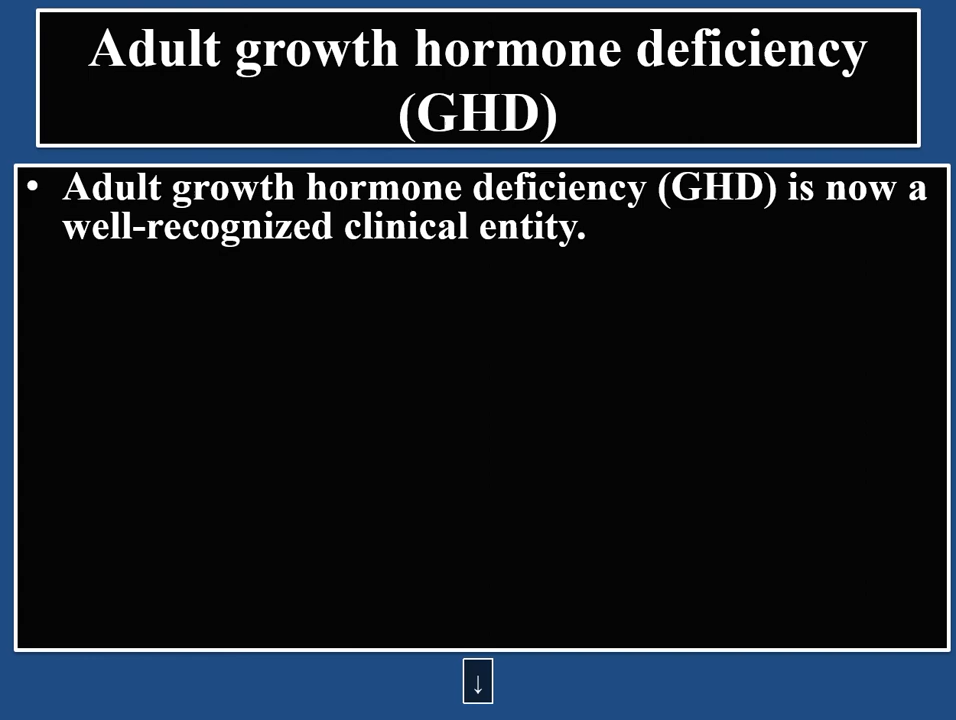 Adult growth hormone deficiency
(GHD)
• Adult growth hormone deficiency (GHD) is now a
well-recognized clinical entity.
↓